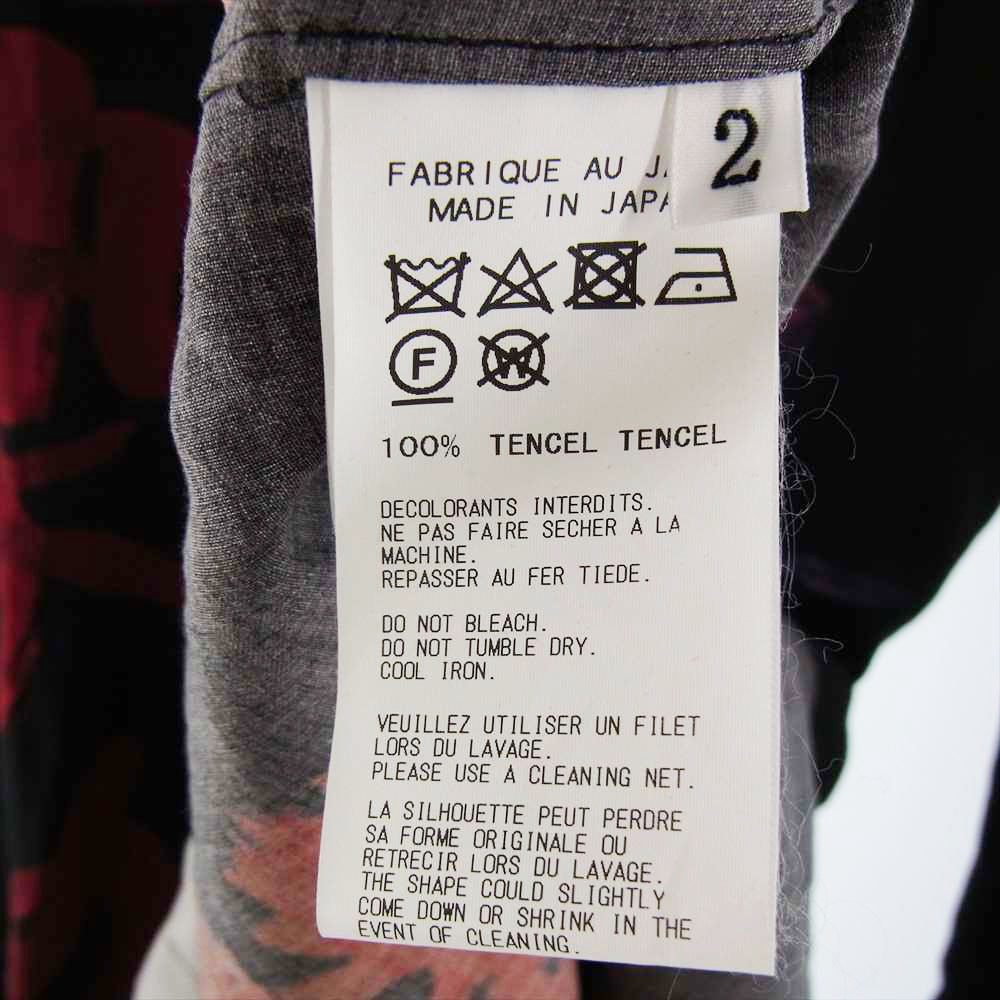 2
FABRIQUE AU
MADE IN
F
W
100% TENCEL TENCEL
DECOLORANTS INTERDITS.
NE PAS FAIRE SECHER A LA
MACHINE.
REPASSER AU FER TIEDE.
DO NOT BLEACH.
DO NOT TUMBLE DRY.
COOL IRON.
VEUILLEZ UTILISER UN FILET
LORS DU LAVAGE.
PLEASE USE A CLEANING NET.
LA SILHOUETTE PEUT PERDRE
SA FORME ORIGINALE OU
RETRECIR LORS DU LAVAGE.
THE SHAPE COULD SLIGHTLY
COME DOWN OR SHRINK IN THE
EVENT OF CLEANING.